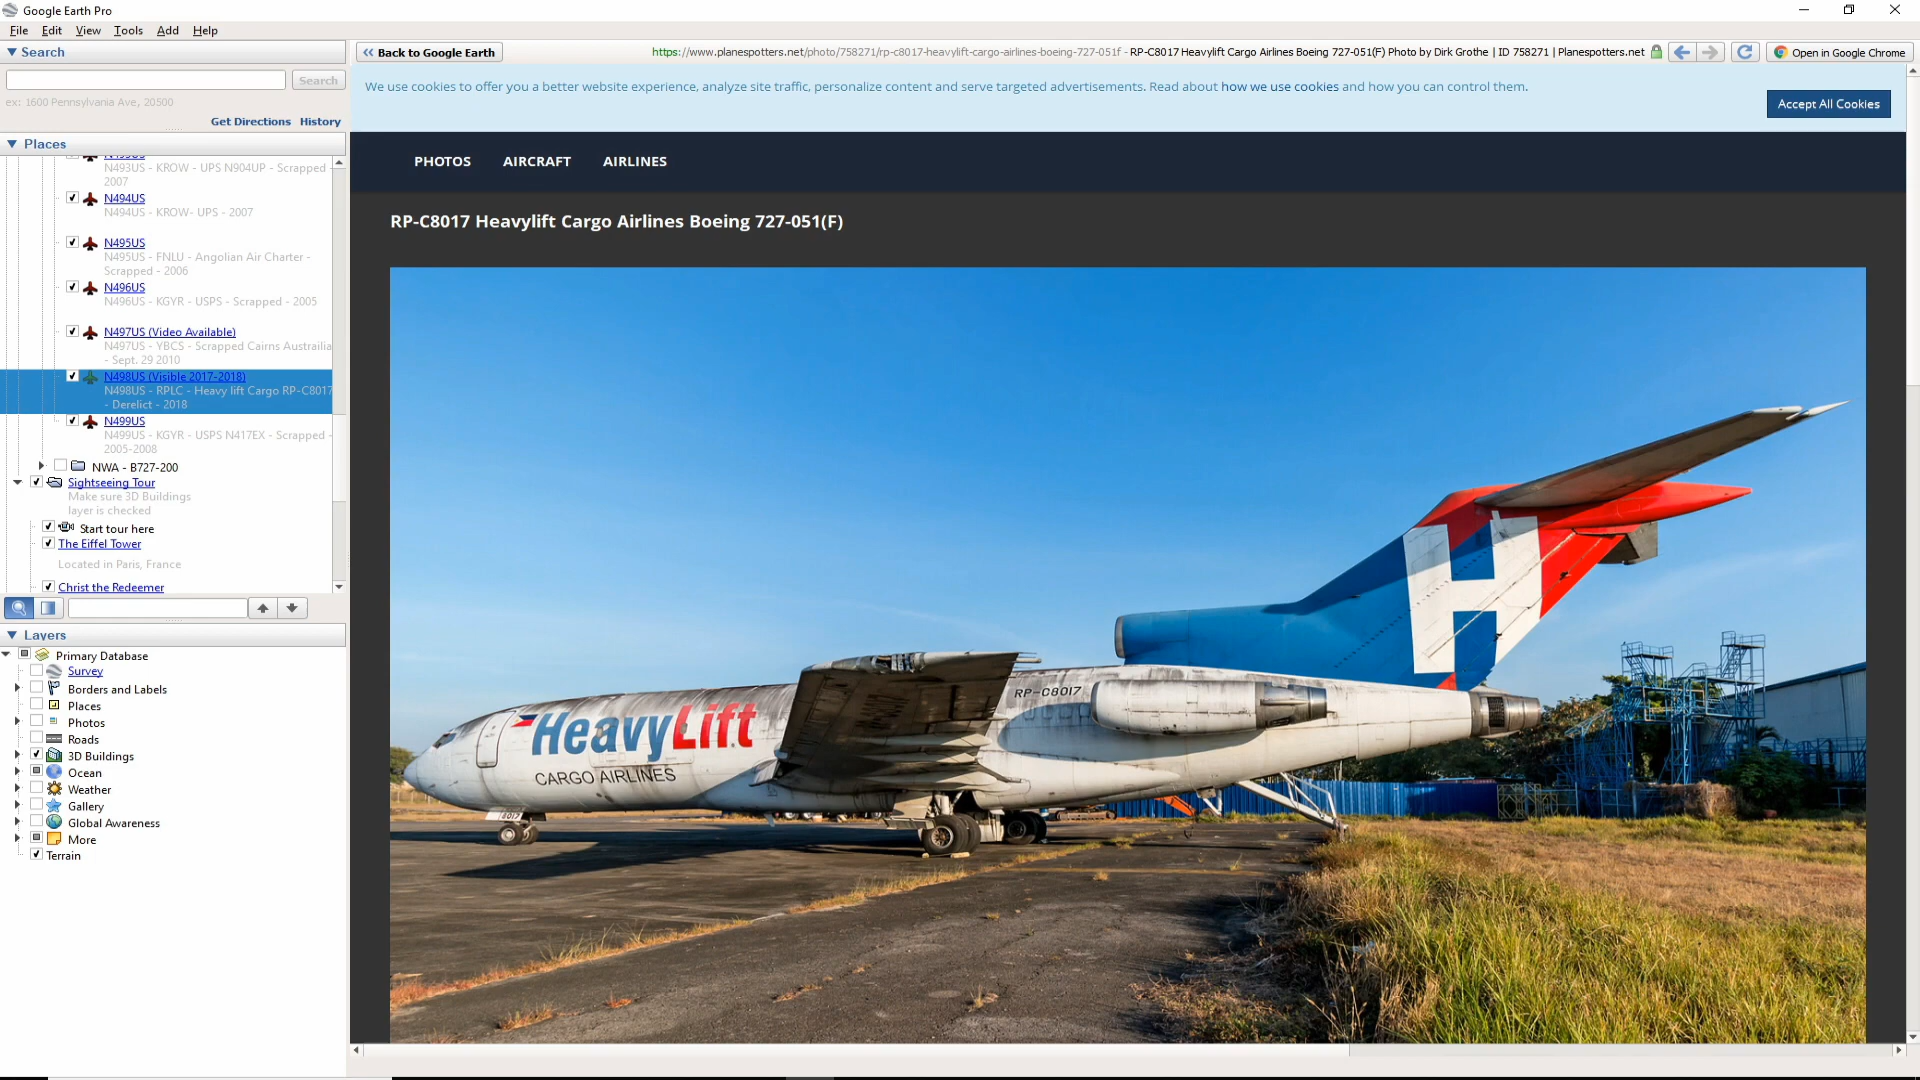 Google Earth Pro
File Edit View Tools Add Help
Search
Search
ex: 1600 Pennsylvania Ave, 20500
Get Directions History
Places
N493US
N493US - KROW - UPS N904UP - Scrapped -
2007
N494US
N494US - KROW- UPS - 2007
N495US
N495US - FNLU - Angolian Air Charter -
Scrapped - 2006
N496US
N496US - KGYR - USPS - Scrapped - 2005
N497US (Video Available)
N497US - YBCS - Scrapped Cairns Austrailia
- Sept. 29 2010
N498US (Visible 2017-2018)
N498US - RPLC - Heavy lift Cargo RP-C8017
- Derelict - 2018
N499US
N499US - KGYR - USPS N417EX - Scrapped -
2005-2008
NWA - B727-200
Sightseeing Tour
Make sure 3D Buildings
layer is checked
Start tour here
The Eiffel Tower
Located in Paris, France
Christ the Redeemer
Layers
Primary Database
Survey
Borders and Labels
Places
Photos
Roads
3D Buildings
Ocean
Weather
Gallery
Global Awareness
More
Terrain
Back to Google Earth
https://www.planespotters.net/photo/758271/rp-c8017-heavylift-cargo-airlines-boeing-727-051f - RP-C8017 Heavylift Cargo Airlines Boeing 727-051(F) Photo by Dirk Grothe | ID 758271 | Planespotters.net
Open in Google Chrome
We use cookies to offer you a better website experience, analyze site traffic, personalize content and serve targeted advertisements. Read about how we use cookies and how you can control them.
Accept All Cookies
PHOTOS AIRCRAFT AIRLINES
RP-C8017 Heavylift Cargo Airlines Boeing 727-051(F)
H
RP-C8017
HeavyLift
CARGO AIRLINES
8017